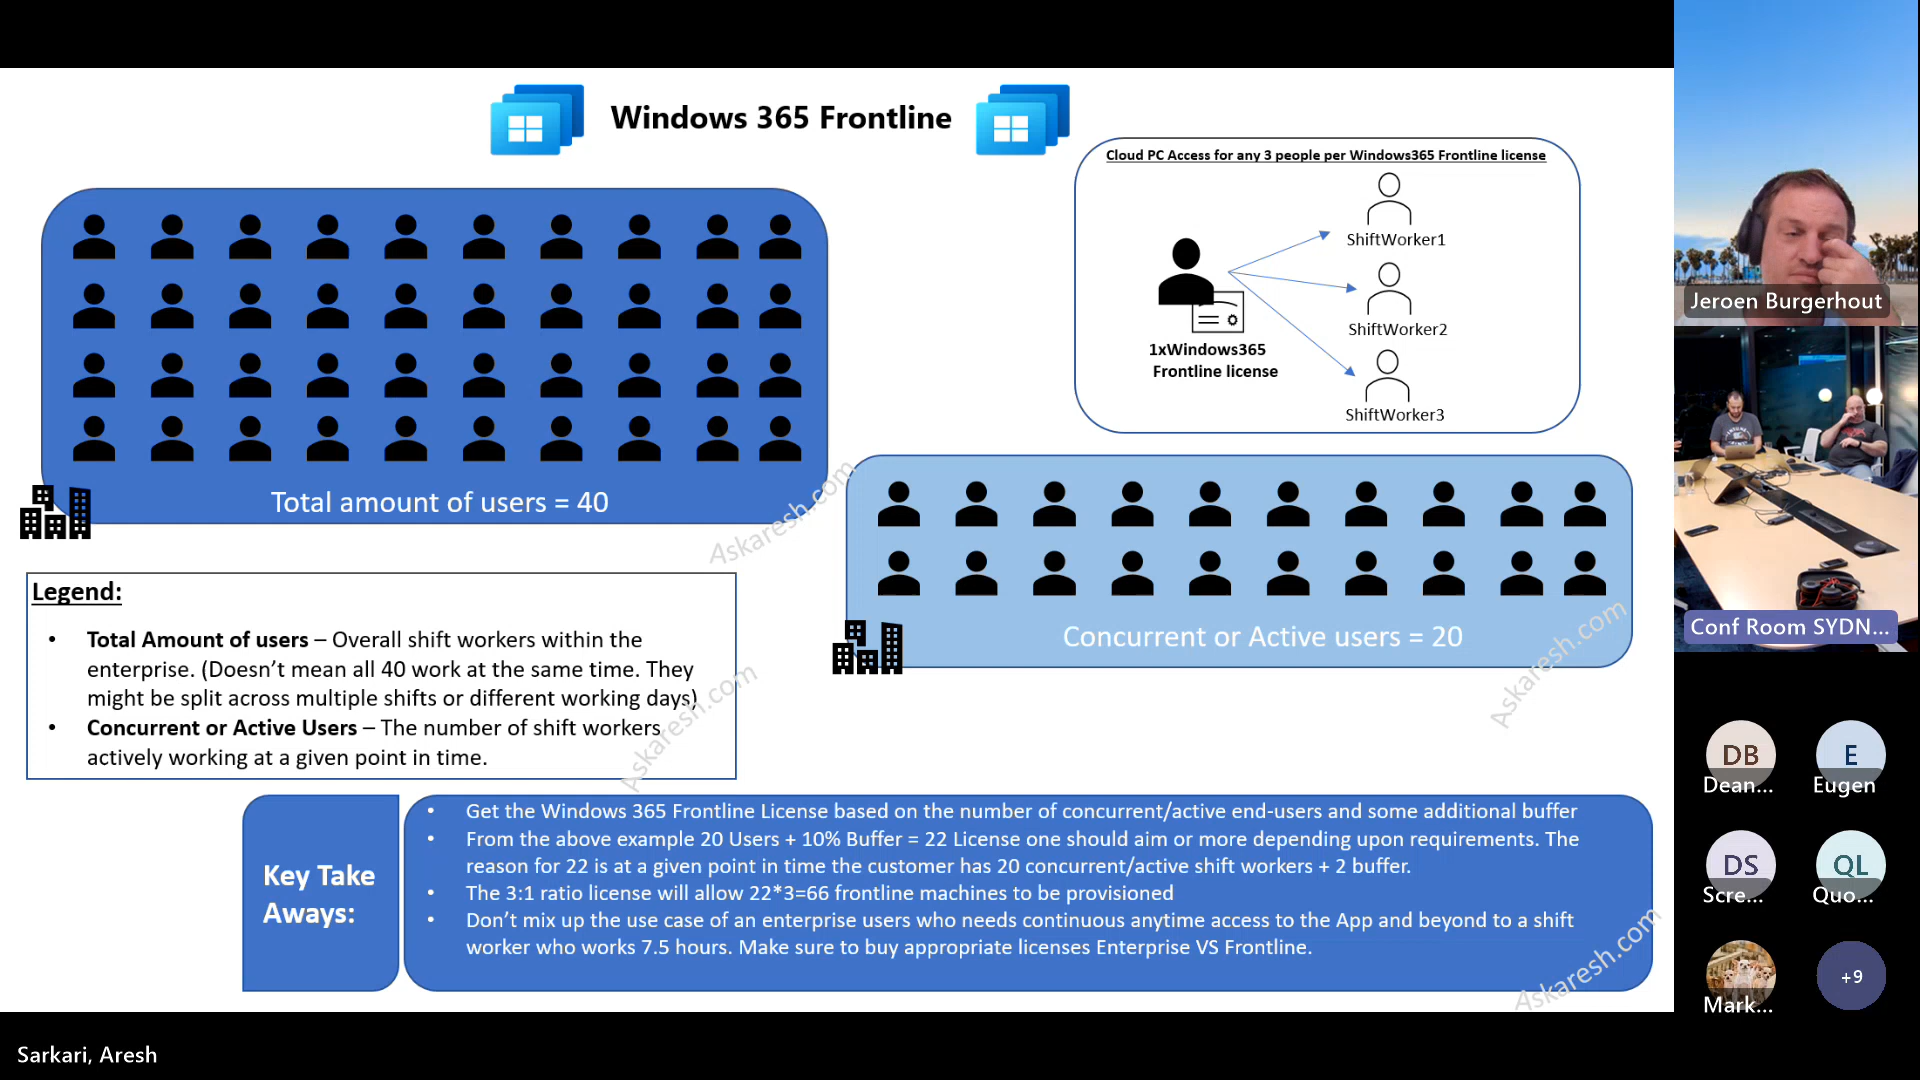 Windows 365 Frontline
Cloud PC Access for any 3 people per Windows365 Frontline license
ShiftWorker1
ShiftWorker2
ShiftWorker3
1xWindows365
Frontline license
Total amount of users = 40
Askaresh.com
Concurrent or Active users = 20
Askaresh.com
Legend:
• Total Amount of users – Overall shift workers within the
enterprise. (Doesn’t mean all 40 work at the same time. They
might be split across multiple shifts or different working days)
• Concurrent or Active Users – The number of shift workers
actively working at a given point in time.
Askaresh.com
Key Take
Aways:
• Get the Windows 365 Frontline License based on the number of concurrent/active end-users and some additional buffer
• From the above example 20 Users + 10% Buffer = 22 License one should aim or more depending upon requirements. The
reason for 22 is at a given point in time the customer has 20 concurrent/active shift workers + 2 buffer.
• The 3:1 ratio license will allow 22*3=66 frontline machines to be provisioned
• Don’t mix up the use case of an enterprise users who needs continuous anytime access to the App and beyond to a shift
worker who works 7.5 hours. Make sure to buy appropriate licenses Enterprise VS Frontline.
Askaresh.com
Sarkari, Aresh
Jeroen Burgerhout
Conf Room SYDN...
DB
Dean...
E
Eugen
DS
Scre...
QL
Quo...
Mark...
+9